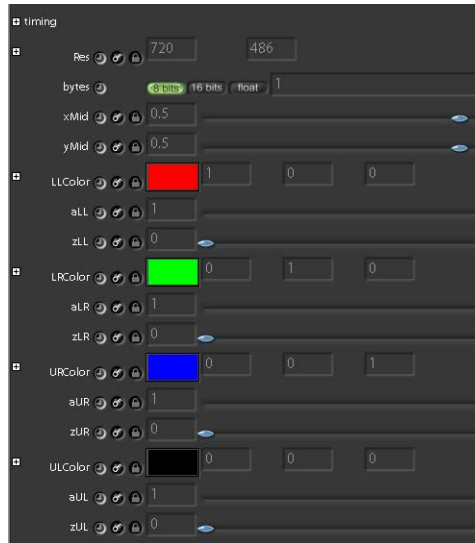 timing
Res 720 486
bytes 8 bits 16 bits float 1
xMid 0.5
yMid 0.5
LLColor 1 0 0
aLL 1
zLL 0
LRColor 0 1 0
aLR 1
zLR 0
URColor 0 0 1
aUR 1
zUR 0
ULColor 0 0 0
aUL 1
zUL 0